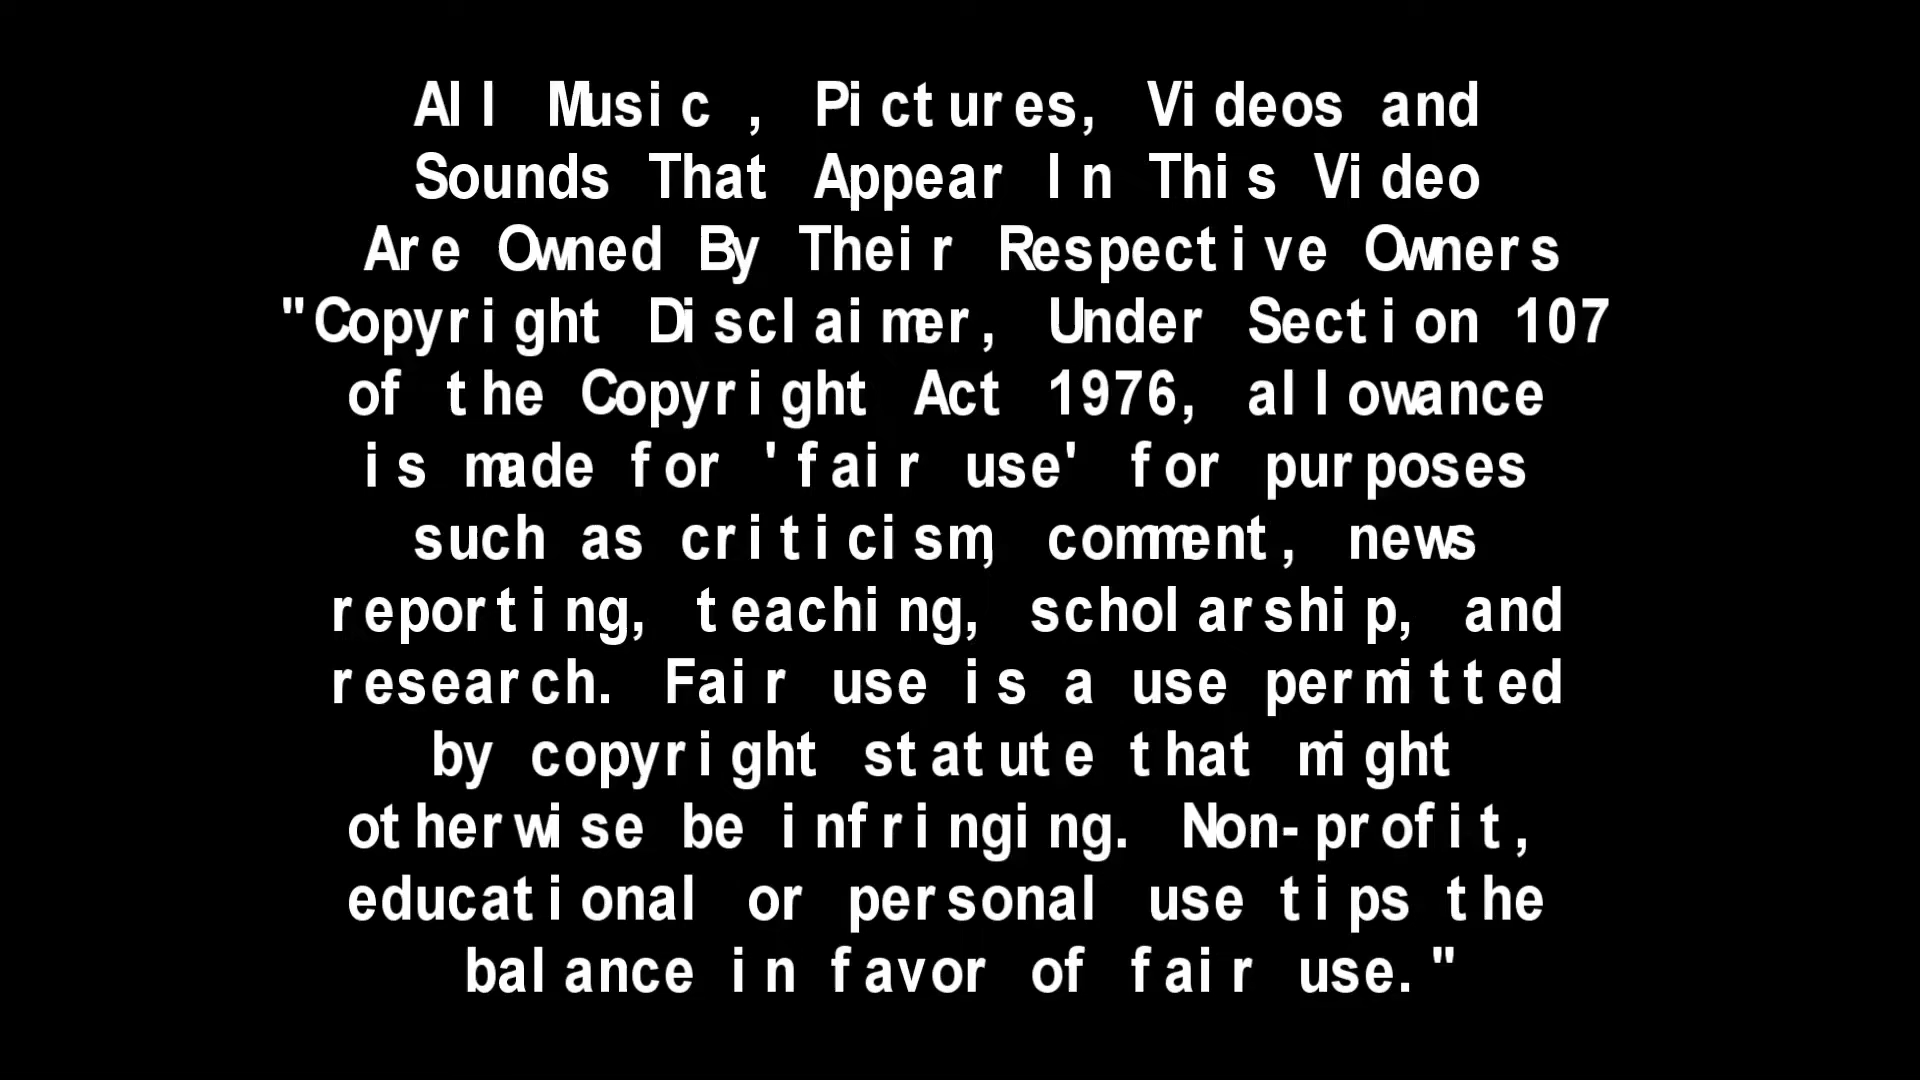 All Music , Pictures, Videos and
Sounds That Appear In This Video
Are Owned By Their Respective Owners
"Copyright Disclaimer, Under Section 107
of the Copyright Act 1976, allowance
is made for 'fair use' for purposes
such as criticism, comment, news
reporting, teaching, scholarship, and
research. Fair use is a use permitted
by copyright statute that might
otherwise be infringing. Non-profit,
educational or personal use tips the
balance in favor of fair use."